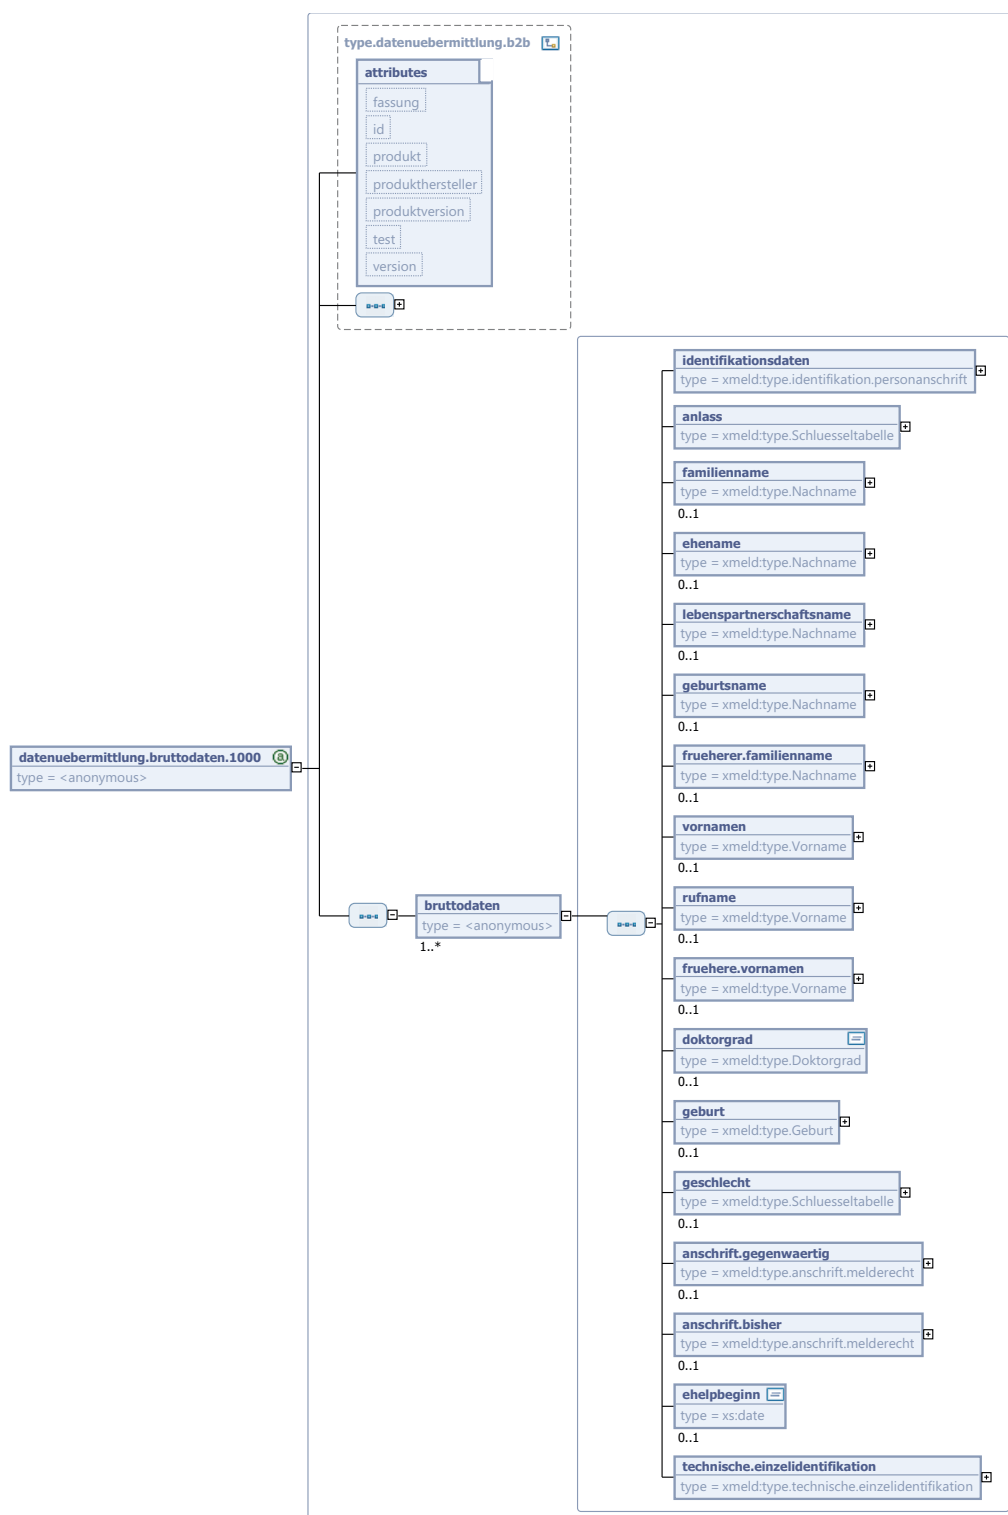 type.datenuebermittlung.b2b
attributes
fassung
id
produkt
produkthersteller
produktversion
test
version
identifikationsdaten
type = xmeld:type.identifikation.personanschrift
anlass
type = xmeld:type.Schluesseltabelle
familienname
type = xmeld:type.Nachname
0..1
ehename
type = xmeld:type.Nachname
0..1
lebenspartnerschaftsname
type = xmeld:type.Nachname
0..1
geburtsname
type = xmeld:type.Nachname
0..1
datenuebermittlung.bruttodaten.1000 a
type = <anonymous>
frueherer.familienname
type = xmeld:type.Nachname
0..1
vornamen
type = xmeld:type.Vorname
0..1
bruttodaten
type = <anonymous>
1..*
rufname
type = xmeld:type.Vorname
0..1
fruehere.vornamen
type = xmeld:type.Vorname
0..1
doktorgrad
type = xmeld:type.Doktorgrad
0..1
geburt
type = xmeld:type.Geburt
0..1
geschlecht
type = xmeld:type.Schluesseltabelle
0..1
anschrift.gegenwaertig
type = xmeld:type.anschrift.melderecht
0..1
anschrift.bisher
type = xmeld:type.anschrift.melderecht
0..1
ehelpbeginn
type = xs:date
0..1
technische.einzelidentifikation
type = xmeld:type.technische.einzelidentifikation